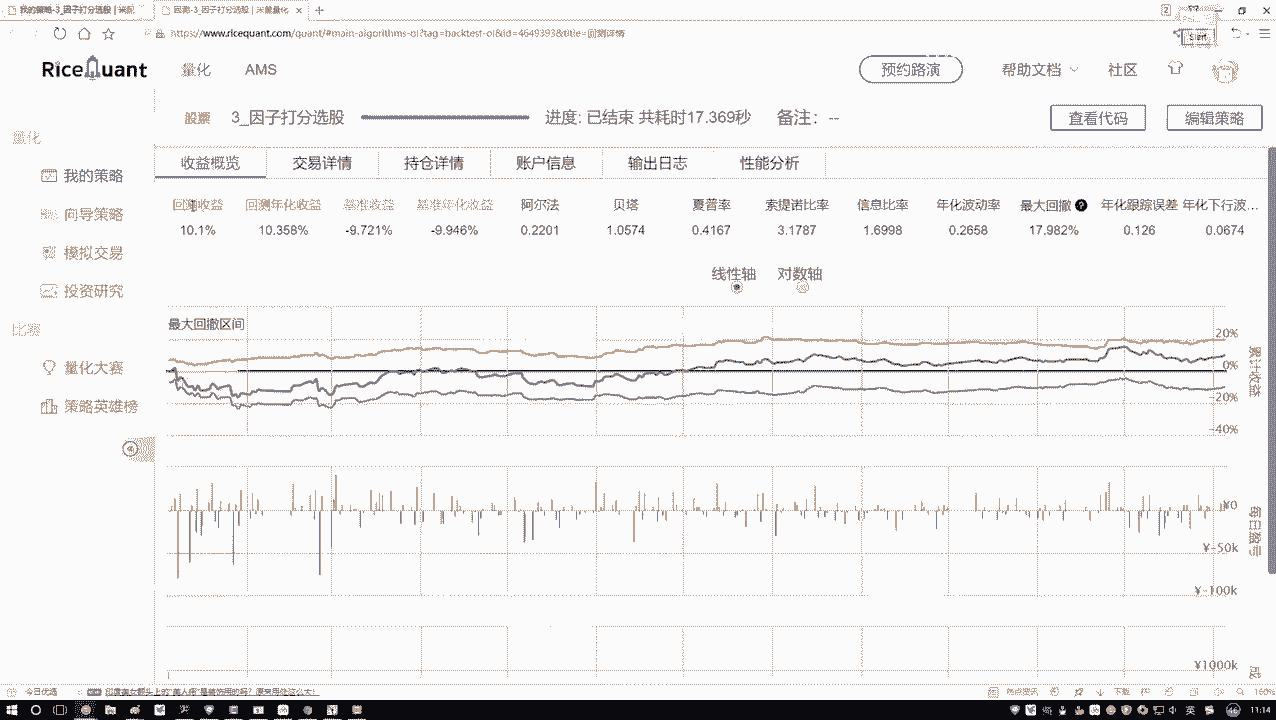 我的策略-3_因子打分选股 | 米筐
回测-3_因子打分选股 | 米筐量化
https://www.ricequant.com/quant/#main-algorithms-ol?tag=backtest-ol&id=4649393&title=回测详情
RiceQuant
量化
AMS
预约路演
帮助文档
社区
股票
3_因子打分选股
进度: 已结束 共耗时17.369秒
备注: --
查看代码
编辑策略
量化
我的策略
向导策略
模拟交易
投资研究
比赛
量化大赛
策略英雄榜
收益概览
交易详情
持仓详情
账户信息
输出日志
性能分析
回测收益 回测年化收益 基准收益 基准年化收益 阿尔法 贝塔 夏普率 索提诺比率 信息比率 年化波动率 最大回撤 年化跟踪误差 年化下行波...
10.1% 10.358% -9.721% -9.946% 0.2201 1.0574 0.4167 3.1787 1.6998 0.2658 17.982% 0.126 0.0674
线性轴 对数轴
最大回撤区间
20%
0%
-20%
-40%
累计收益
¥0
¥-50k
¥-100k
每日盈亏
¥1000k
今日优选
热点资讯
下载
160%
英
11:14